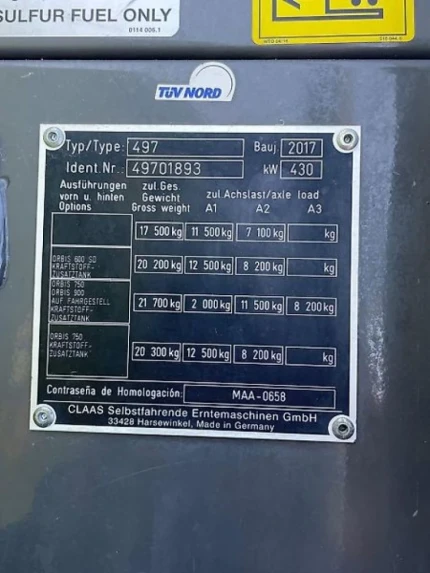 SULFUR FUEL ONLY
0114 006.1
TÜV NORD
Typ/Type: 497 Bauj. 2017
Ident.Nr.: 49701893 kW 430
Ausführungen zul.Ges. zul.Achslast/axle load
vorn u. hinten Gewicht
Options Gross weight A1 A2 A3
17 500 kg 11 500 kg 7 100 kg kg
ORBIS 600 SD
KRAFTSTOFF-
ZUSATZTANK
20 200 kg 12 500 kg 8 200 kg kg
ORBIS 750
ORBIS 900
AUF FAHRGESTELL
KRAFTSTOFF-
ZUSATZTANK
21 700 kg 2 000 kg 11 500 kg 8 200 kg
ORBIS 750
KRAFTSTOFF-
ZUSATZTANK
20 300 kg 12 500 kg 8 200 kg kg
Contraseña de Homologación: MAA-0658
CLAAS Selbstfahrende Erntemaschinen GmbH
33428 Harsewinkel, Made in Germany